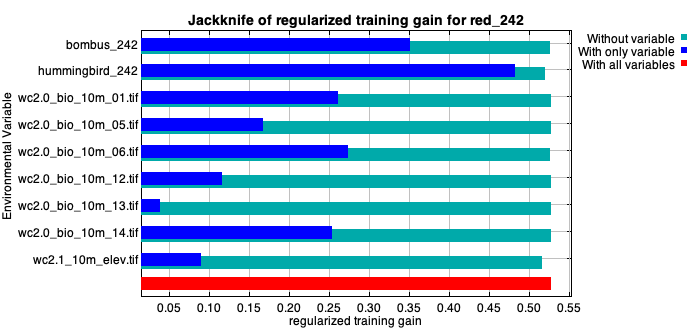 Jackknife of regularized training gain for red_242
Without variable
With only variable
With all variables
Environmental Variable
bombus_242
hummingbird_242
wc2.0_bio_10m_01.tif
wc2.0_bio_10m_05.tif
wc2.0_bio_10m_06.tif
wc2.0_bio_10m_12.tif
wc2.0_bio_10m_13.tif
wc2.0_bio_10m_14.tif
wc2.1_10m_elev.tif
0.05 0.10 0.15 0.20 0.25 0.30 0.35 0.40 0.45 0.50 0.55
regularized training gain